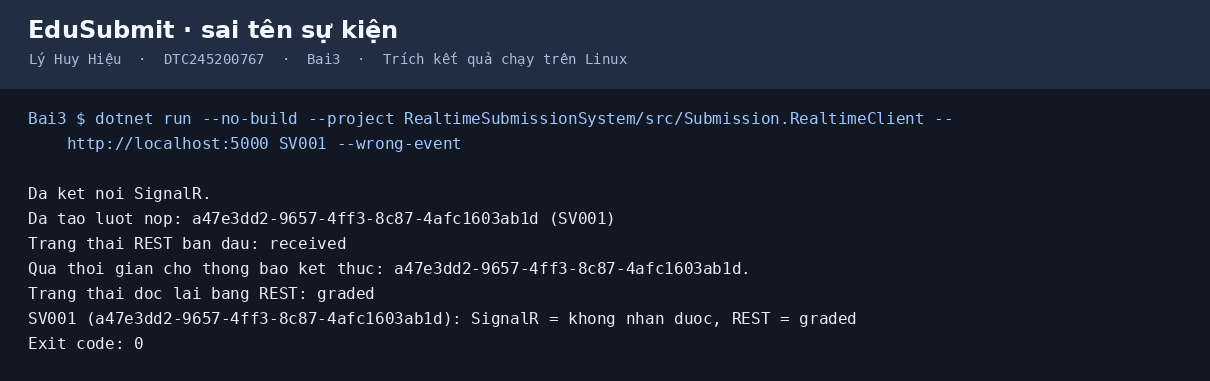 EduSubmit · sai tên sự kiện
Lý Huy Hiệu · DTC245200767 · Bai3 · Trích kết quả chạy trên Linux
Bai3 $ dotnet run --no-build --project RealtimeSubmissionSystem/src/Submission.RealtimeClient --
http://localhost:5000 SV001 --wrong-event
Da ket noi SignalR.
Da tao luot nop: a47e3dd2-9657-4ff3-8c87-4afc1603ab1d (SV001)
Trang thai REST ban dau: received
Qua thoi gian cho thong bao ket thuc: a47e3dd2-9657-4ff3-8c87-4afc1603ab1d.
Trang thai doc lai bang REST: graded
SV001 (a47e3dd2-9657-4ff3-8c87-4afc1603ab1d): SignalR = khong nhan duoc, REST = graded
Exit code: 0